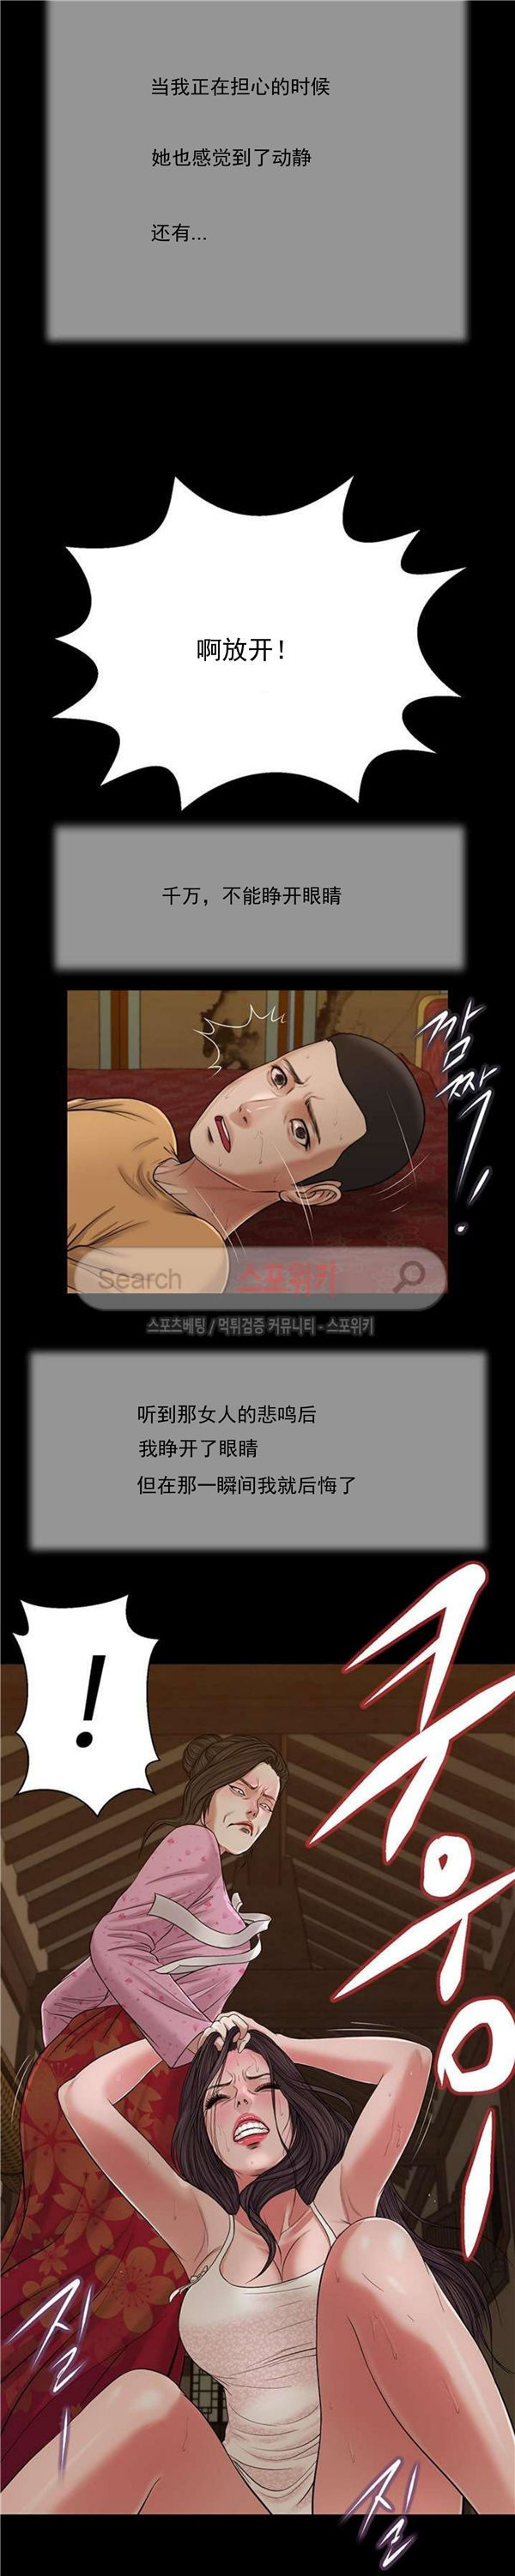 当我正在担心的时候
她也感觉到了动静
还有...
啊放开！
千万，不能睁开眼睛
깜짝!
Search 스포위키
스포츠베팅 / 먹튀검증 커뮤니티 - 스포위키
听到那女人的悲鸣后
我睁开了眼睛
但在那一瞬间我就后悔了
!
질
질